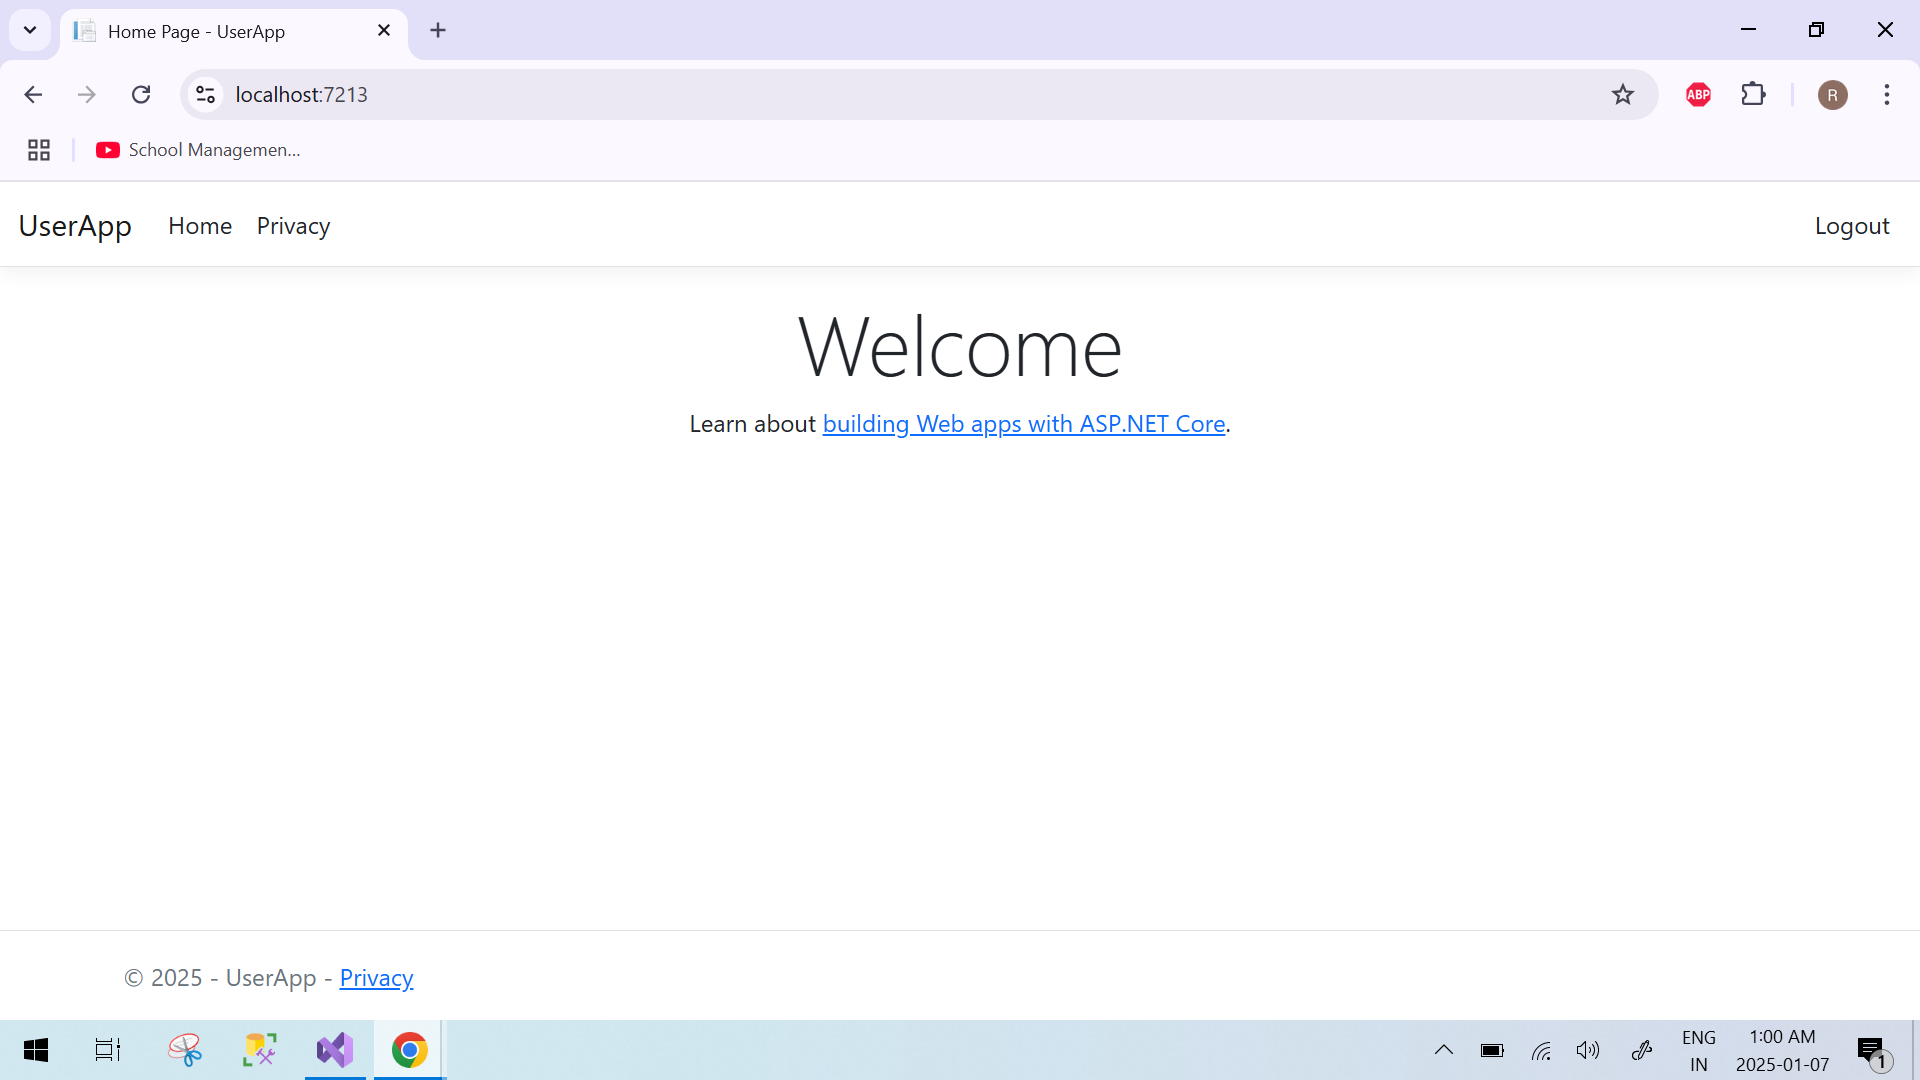 Home Page - UserApp
localhost:7213
ABP
R
School Managemen...
UserApp Home Privacy Logout
Welcome
Learn about building Web apps with ASP.NET Core.
© 2025 - UserApp - Privacy
ENG 1:00 AM
IN 2025-01-07
1